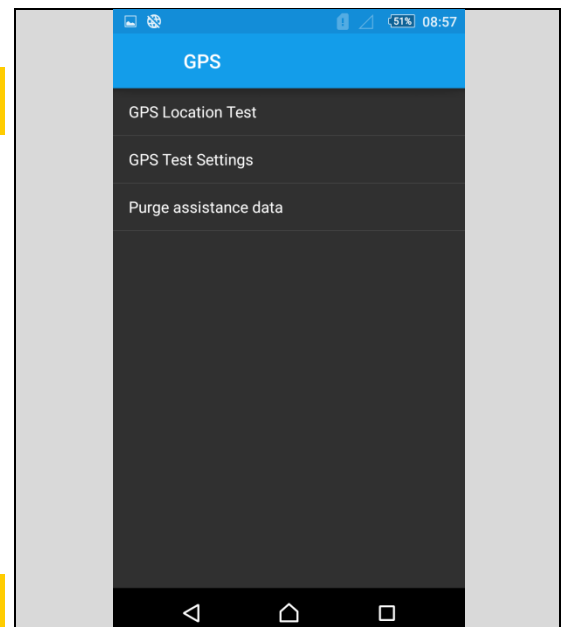 51% 08:57
GPS
GPS Location Test
GPS Test Settings
Purge assistance data